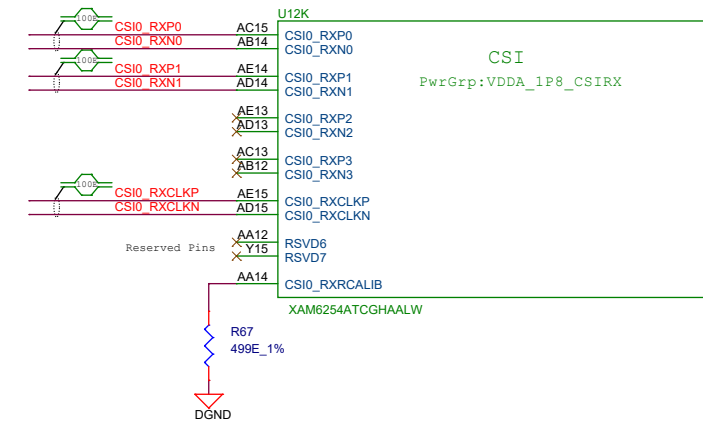 U12K
100E
CSI0_RXP0 AC15 CSI0_RXP0
CSI0_RXN0 AB14 CSI0_RXN0
CSI
100E
CSI0_RXP1 AE14 CSI0_RXP1
CSI0_RXN1 AD14 CSI0_RXN1
PwrGrp:VDDA_1P8_CSIRX
AE13 CSI0_RXP2
AD13 CSI0_RXN2
AC13 CSI0_RXP3
AB12 CSI0_RXN3
100E
CSI0_RXCLKP AE15 CSI0_RXCLKP
CSI0_RXCLKN AD15 CSI0_RXCLKN
AA12 RSVD6
Reserved Pins Y15 RSVD7
AA14 CSI0_RXRCALIB
XAM6254ATCGHAALW
R67
499E_1%
DGND